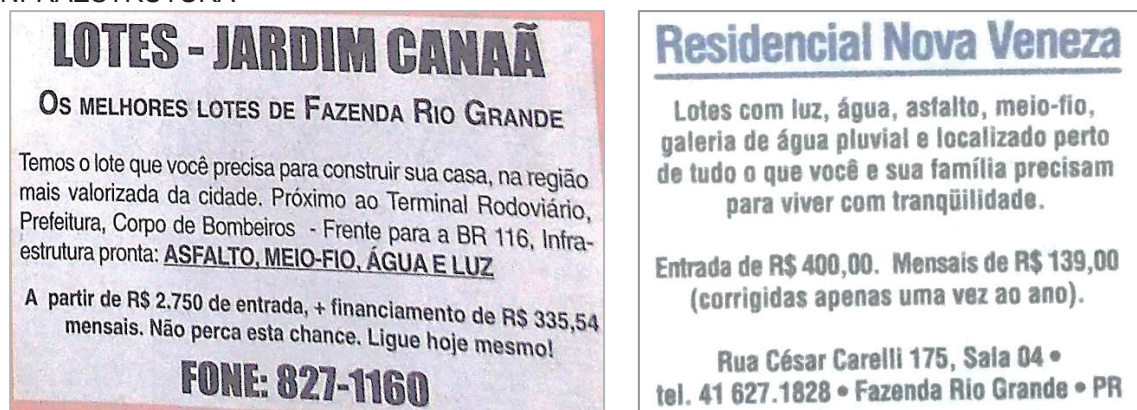 LOTES - JARDIM CANAÃ
OS MELHORES LOTES DE FAZENDA RIO GRANDE
Temos o lote que você precisa para construir sua casa, na região
mais valorizada da cidade. Próximo ao Terminal Rodoviário,
Prefeitura, Corpo de Bombeiros - Frente para a BR 116, Infra-
estrutura pronta: ASFALTO, MEIO-FIO, ÁGUA E LUZ
A partir de R$ 2.750 de entrada, + financiamento de R$ 335,54
mensais. Não perca esta chance. Ligue hoje mesmo!
FONE: 827-1160
Residencial Nova Veneza
Lotes com luz, água, asfalto, meio-fio,
galeria de água pluvial e localizado perto
de tudo o que você e sua família precisam
para viver com tranqüilidade.
Entrada de R$ 400,00. Mensais de R$ 139,00
(corrigidas apenas uma vez ao ano).
Rua César Carelli 175, Sala 04 •
tel. 41 627.1828 • Fazenda Rio Grande • PR